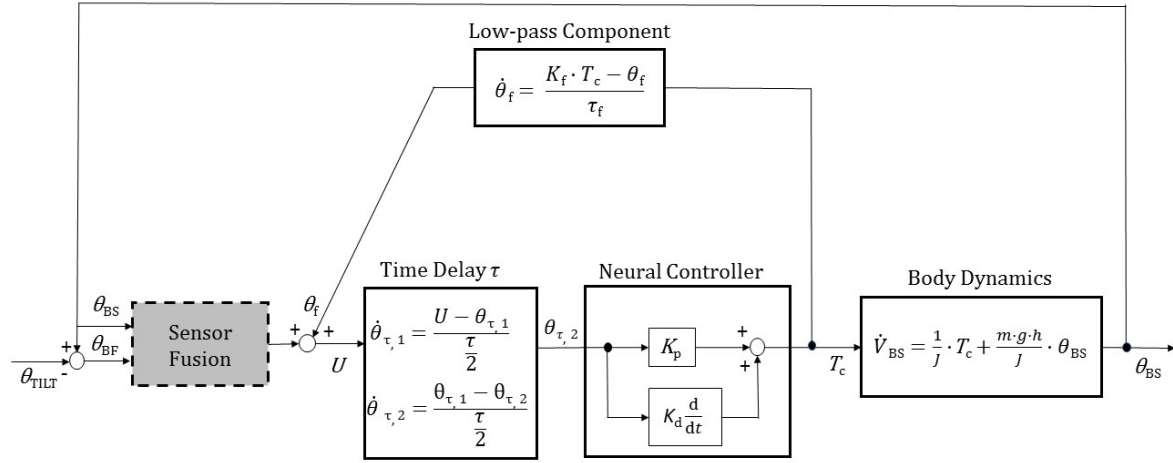 Low-pass Component
θ̇f = (Kf · Tc − θf) / τf
Time Delay τ
Neural Controller
Body Dynamics
θBS
Sensor
Fusion
θf
+ +
θ̇τ,1 = (U − θτ,1) / (τ/2)
θτ,2
Kp
+
V̇BS = 1/J · Tc + m·g·h/J · θBS
+
θBF
U
Tc
θBS
θTILT
-
θ̇τ,2 = (θτ,1 − θτ,2) / (τ/2)
Kd d/dt
+